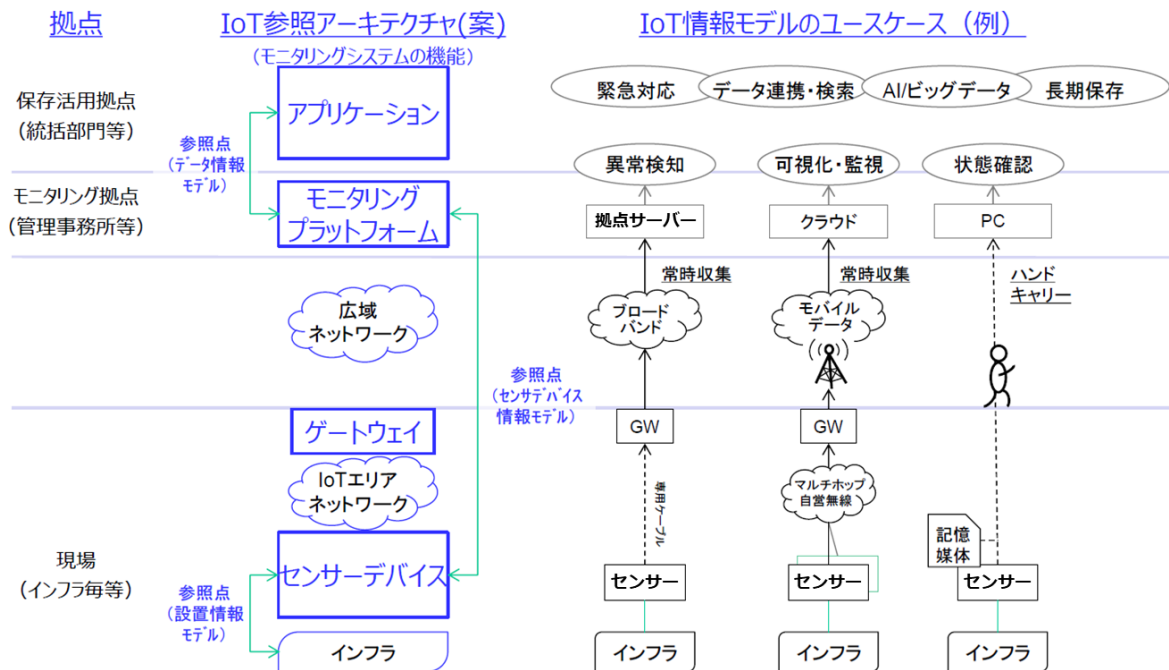 拠点
IoT参照アーキテクチャ(案)
(モニタリングシステムの機能)
IoT情報モデルのユースケース（例）
保存活用拠点
(統括部門等)
アプリケーション
参照点
(ﾃﾞｰﾀ情報
ﾓﾃﾞﾙ)
緊急対応
データ連携・検索
AI/ビッグデータ
長期保存
異常検知
可視化・監視
状態確認
モニタリング拠点
(管理事務所等)
モニタリング
プラットフォーム
拠点サーバー
クラウド
PC
広域
ネットワーク
常時収集
ブロード
バンド
常時収集
モバイル
データ
ハンド
キャリー
参照点
(ｾﾝｻﾃﾞﾊﾞｲｽ
情報ﾓﾃﾞﾙ)
ゲートウェイ
GW
GW
IoTエリア
ネットワーク
専用ケーブル
マルチホップ
自営無線
記憶
媒体
現場
(インフラ毎等)
センサーデバイス
センサー
センサー
センサー
参照点
(設置情報
ﾓﾃﾞﾙ)
インフラ
インフラ
インフラ
インフラ